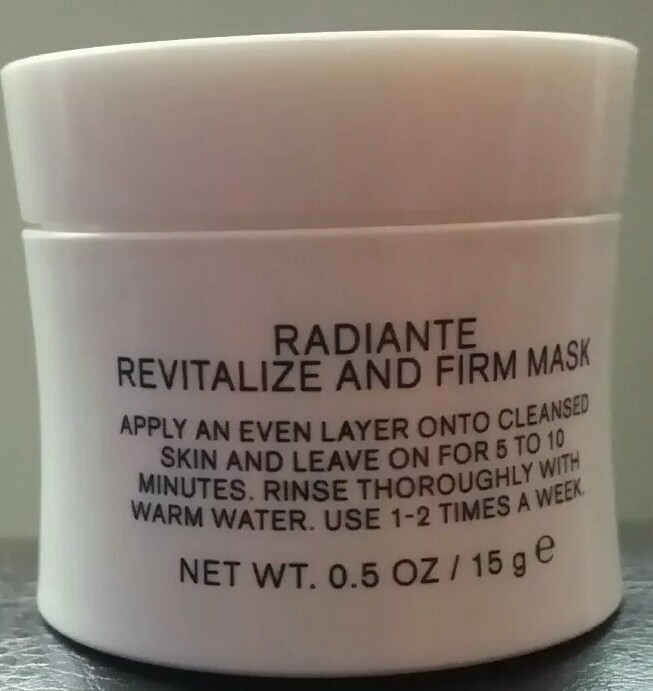 RADIANTE
REVITALIZE AND FIRM MASK
APPLY AN EVEN LAYER ONTO CLEANSED
SKIN AND LEAVE ON FOR 5 TO 10
MINUTES. RINSE THOROUGHLY WITH
WARM WATER. USE 1-2 TIMES A WEEK.
NET WT. 0.5 OZ / 15 g ℮